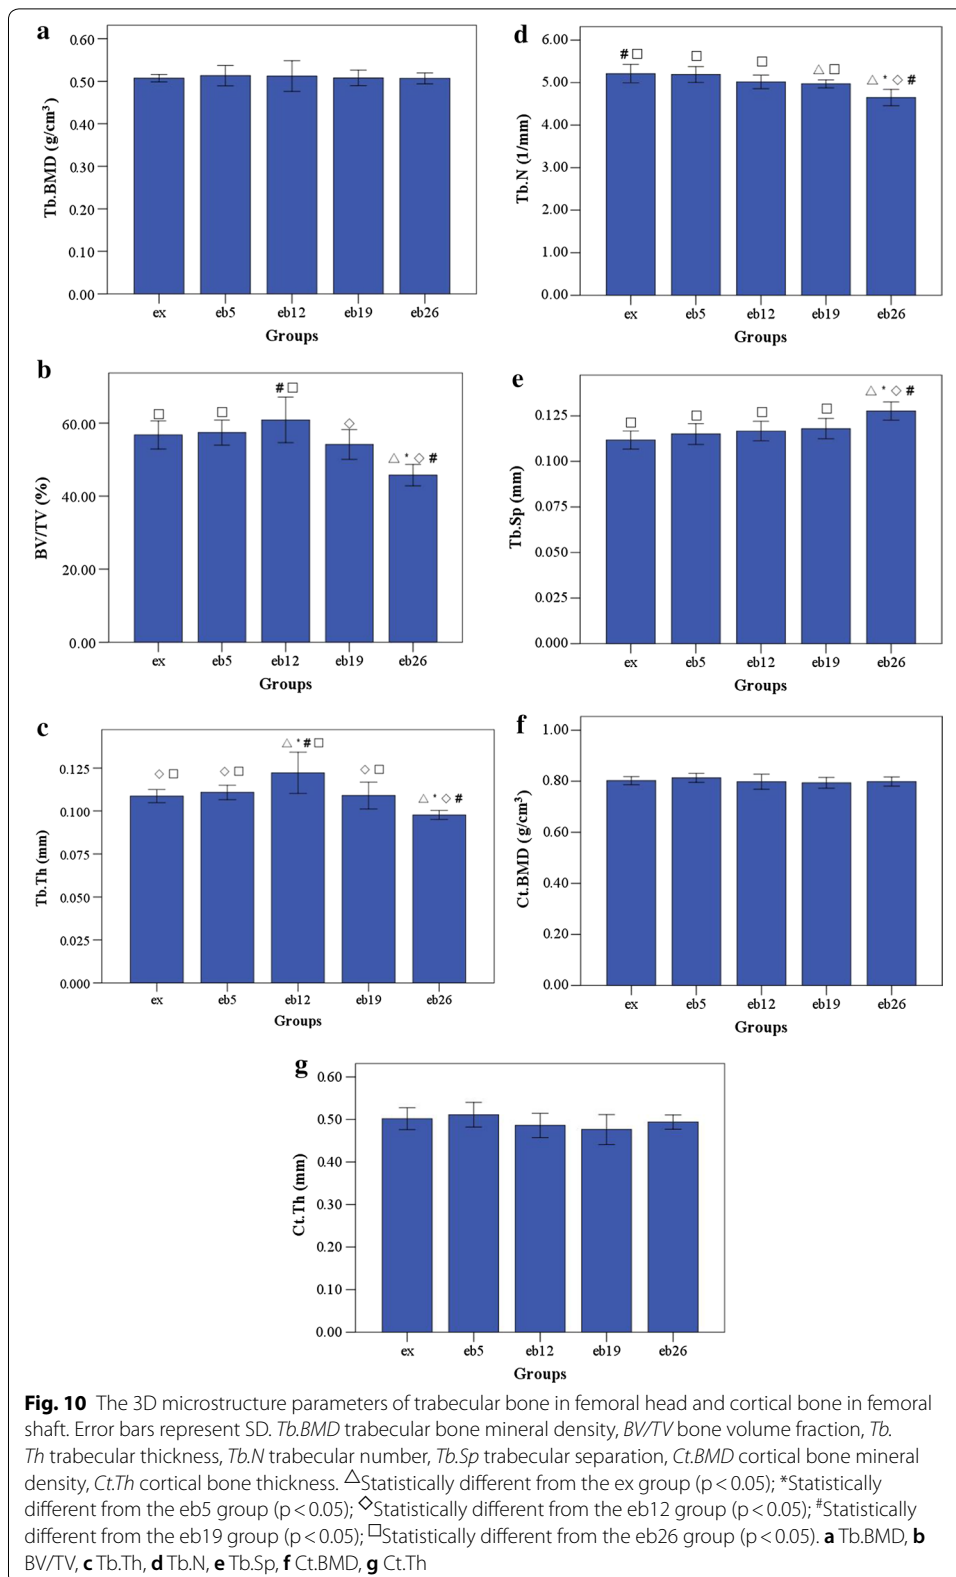 a
0.60
0.50
0.40
0.30
0.20
0.10
0.00
Tb.BMD (g/cm³)
ex eb5 eb12 eb19 eb26
Groups
b
60.00
40.00
20.00
0.00
BV/TV (%)
□ □ #□ ◇ △*◇#
ex eb5 eb12 eb19 eb26
Groups
c
0.125
0.100
0.075
0.050
0.025
0.000
Tb.Th (mm)
◇□ ◇□ △*#□ ◇□ △*◇#
ex eb5 eb12 eb19 eb26
Groups
d
6.00
5.00
4.00
3.00
2.00
1.00
0.00
Tb.N (1/mm)
#□ □ □ △□ △*◇#
ex eb5 eb12 eb19 eb26
Groups
e
0.125
0.100
0.075
0.050
0.025
0.000
Tb.Sp (mm)
□ □ □ □ △*◇#
ex eb5 eb12 eb19 eb26
Groups
f
1.00
0.80
0.60
0.40
0.20
0.00
Ct.BMD (g/cm³)
ex eb5 eb12 eb19 eb26
Groups
g
0.60
0.50
0.40
0.30
0.20
0.10
0.00
Ct.Th (mm)
ex eb5 eb12 eb19 eb26
Groups
Fig. 10 The 3D microstructure parameters of trabecular bone in femoral head and cortical bone in femoral
shaft. Error bars represent SD. Tb.BMD trabecular bone mineral density, BV/TV bone volume fraction, Tb.
Th trabecular thickness, Tb.N trabecular number, Tb.Sp trabecular separation, Ct.BMD cortical bone mineral
density, Ct.Th cortical bone thickness. △Statistically different from the ex group (p < 0.05); *Statistically
different from the eb5 group (p < 0.05); ◇Statistically different from the eb12 group (p < 0.05); #Statistically
different from the eb19 group (p < 0.05); □Statistically different from the eb26 group (p < 0.05). a Tb.BMD, b
BV/TV, c Tb.Th, d Tb.N, e Tb.Sp, f Ct.BMD, g Ct.Th